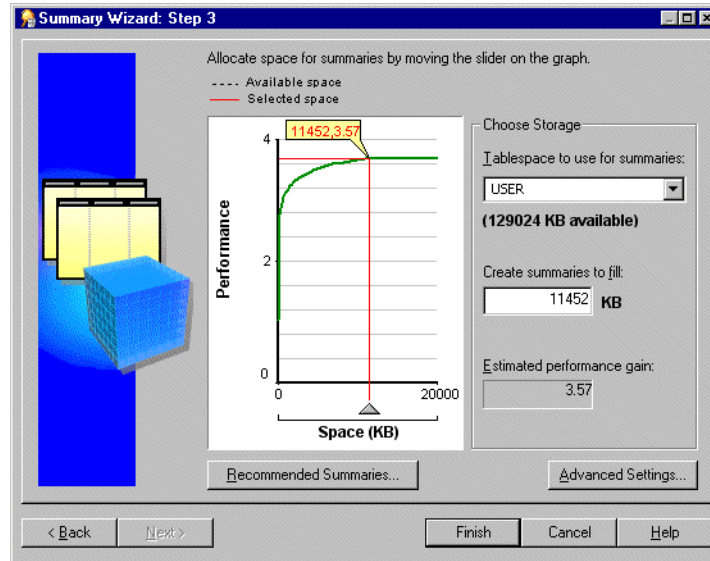 Summary Wizard: Step 3
Allocate space for summaries by moving the slider on the graph.
Available space
Selected space
11452,3.57
4
2
0
Performance
0
20000
Space (KB)
Choose Storage
Tablespace to use for summaries:
USER
(129024 KB available)
Create summaries to fill:
11452 KB
Estimated performance gain:
3.57
Recommended Summaries...
Advanced Settings...
< Back
Next >
Finish
Cancel
Help